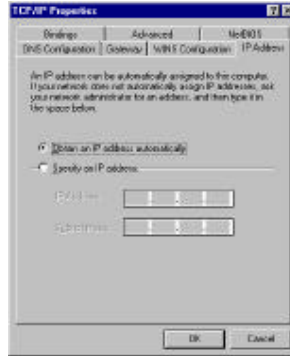 TCP/IP Properties
Bindings Advanced NetBIOS
DNS Configuration Gateway WINS Configuration IP Address
An IP address can be automatically assigned to this computer.
If your network does not automatically assign IP addresses, ask
your network administrator for an address, and then type it in
the space below.
Obtain an IP address automatically
Specify an IP address:
IP Address:
Subnet Mask:
OK Cancel